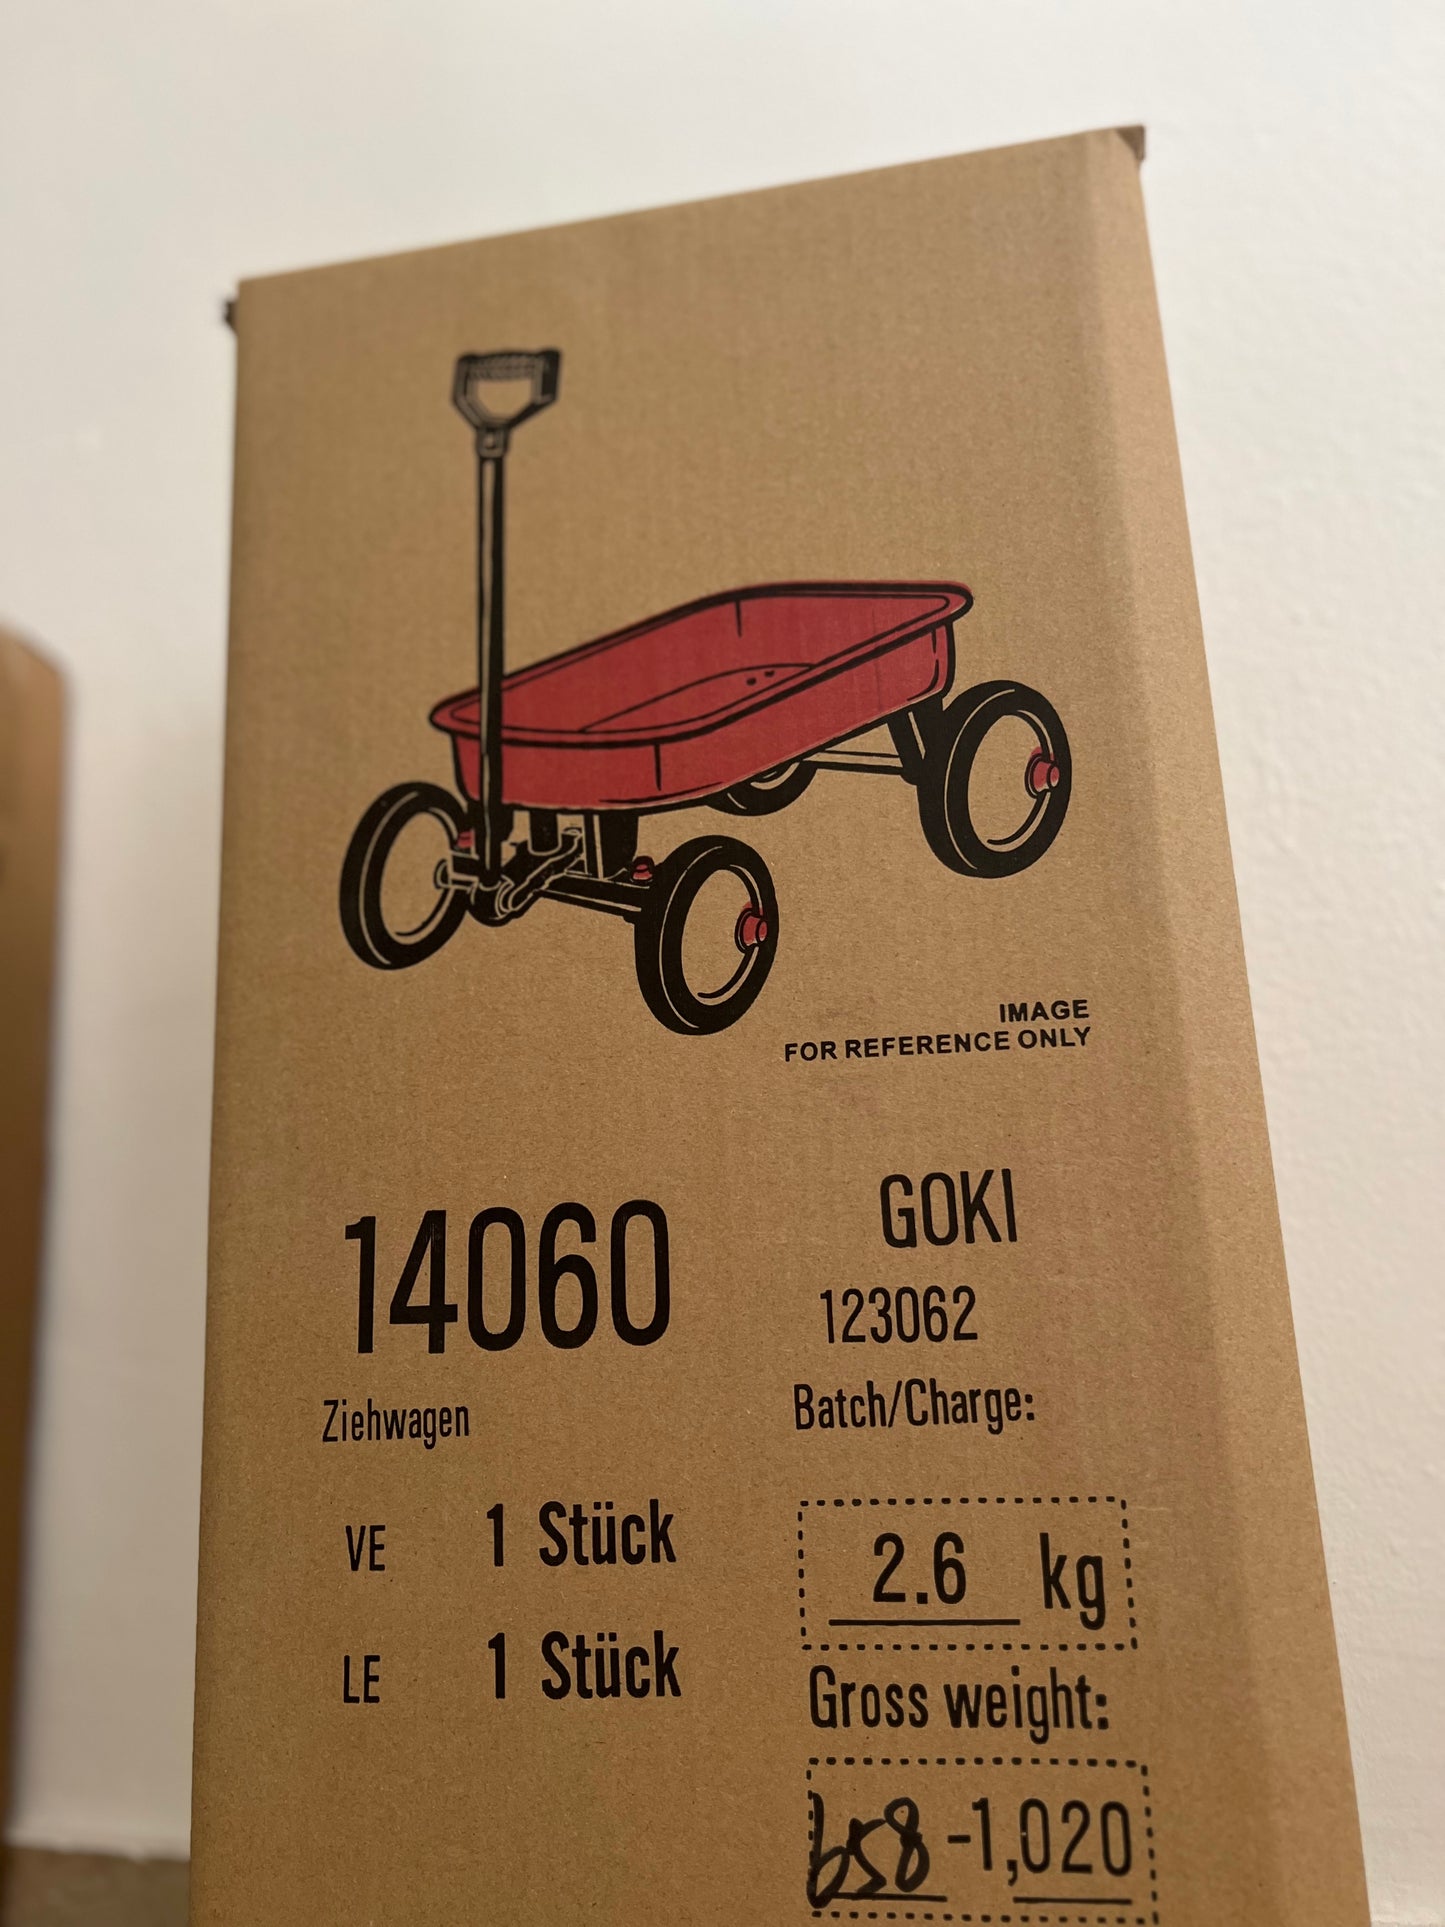 IMAGE
FOR REFERENCE ONLY
14060
GOKI
123062
Ziehwagen
Batch/Charge:
VE 1 Stück
2.6 kg
LE 1 Stück
Gross weight:
658 -1,020